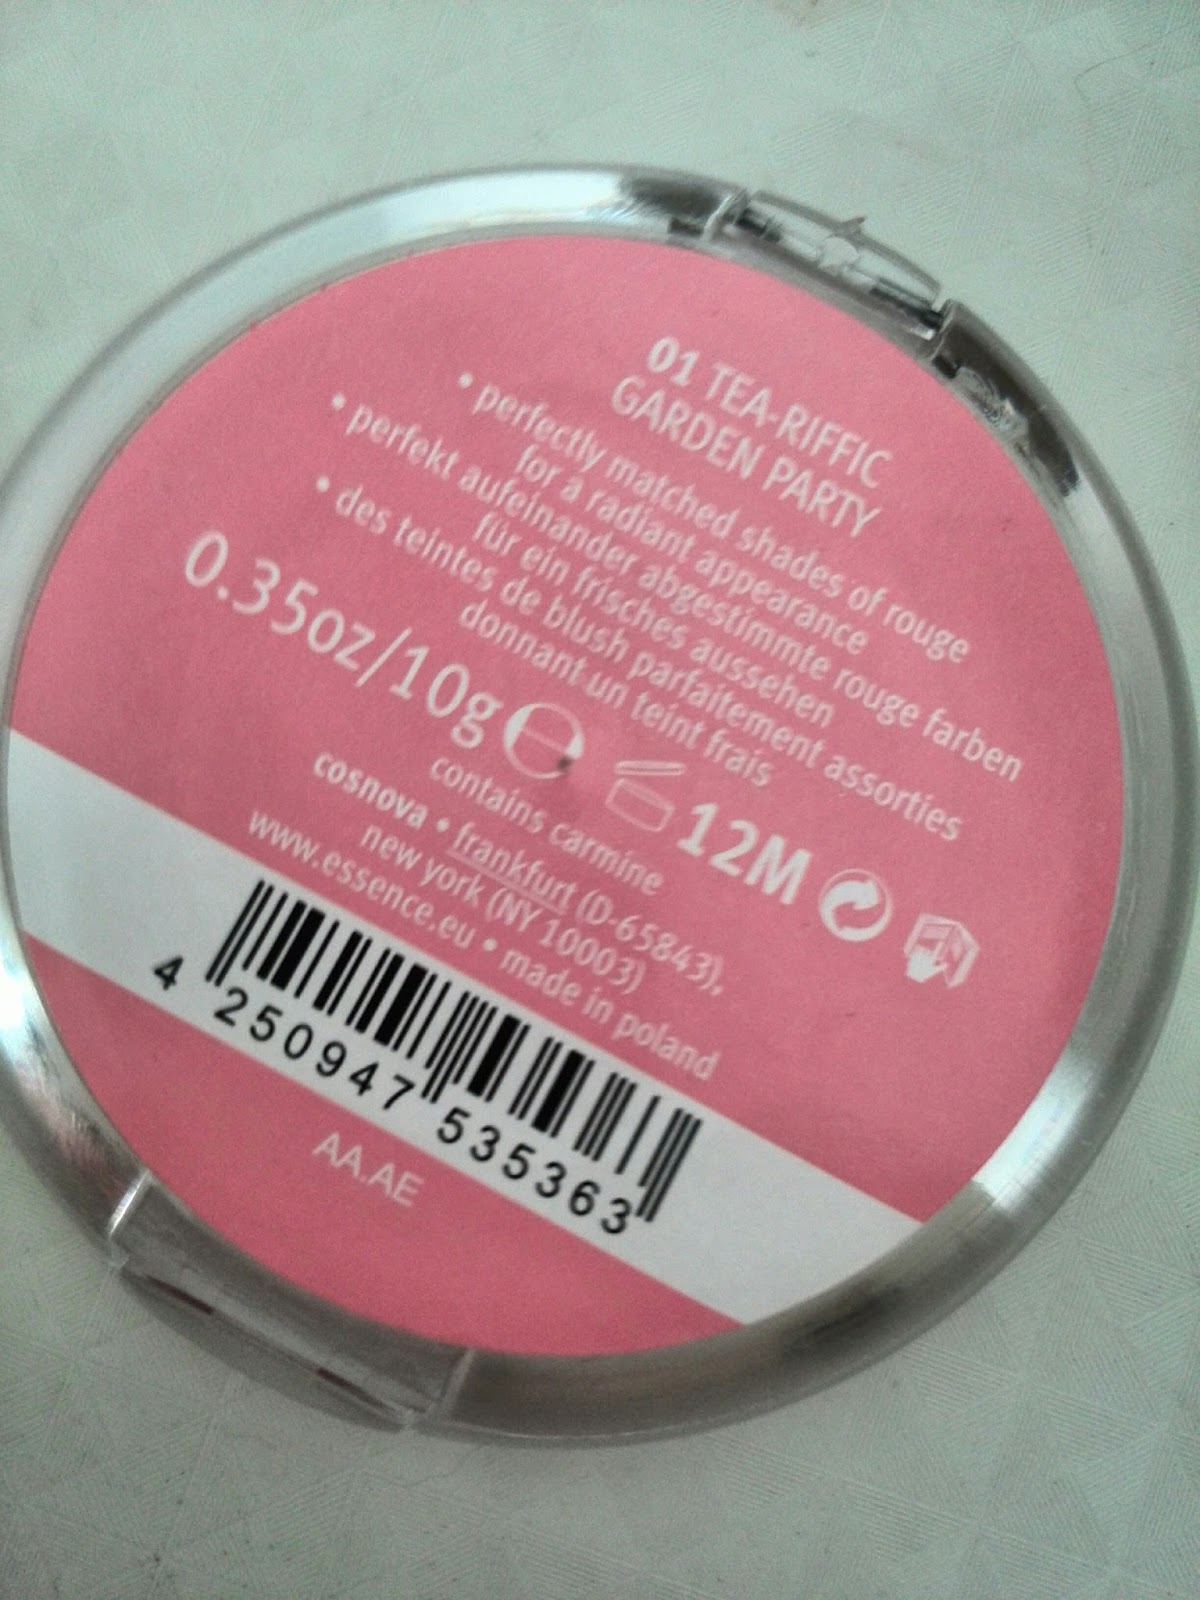 01 TEA-RIFFIC
GARDEN PARTY
• perfectly matched shades of rouge
for a radiant appearance
• perfekt aufeinander abgestimmte rouge farben
für ein frisches aussehen
• des teintes de blush parfaitement assorties
donnant un teint frais
0.35oz/10g ℮ 12M
contains carmine
cosnova • frankfurt (D-65843),
new york (NY 10003)
www.essence.eu • made in poland
4 250947 535363
AA.AE